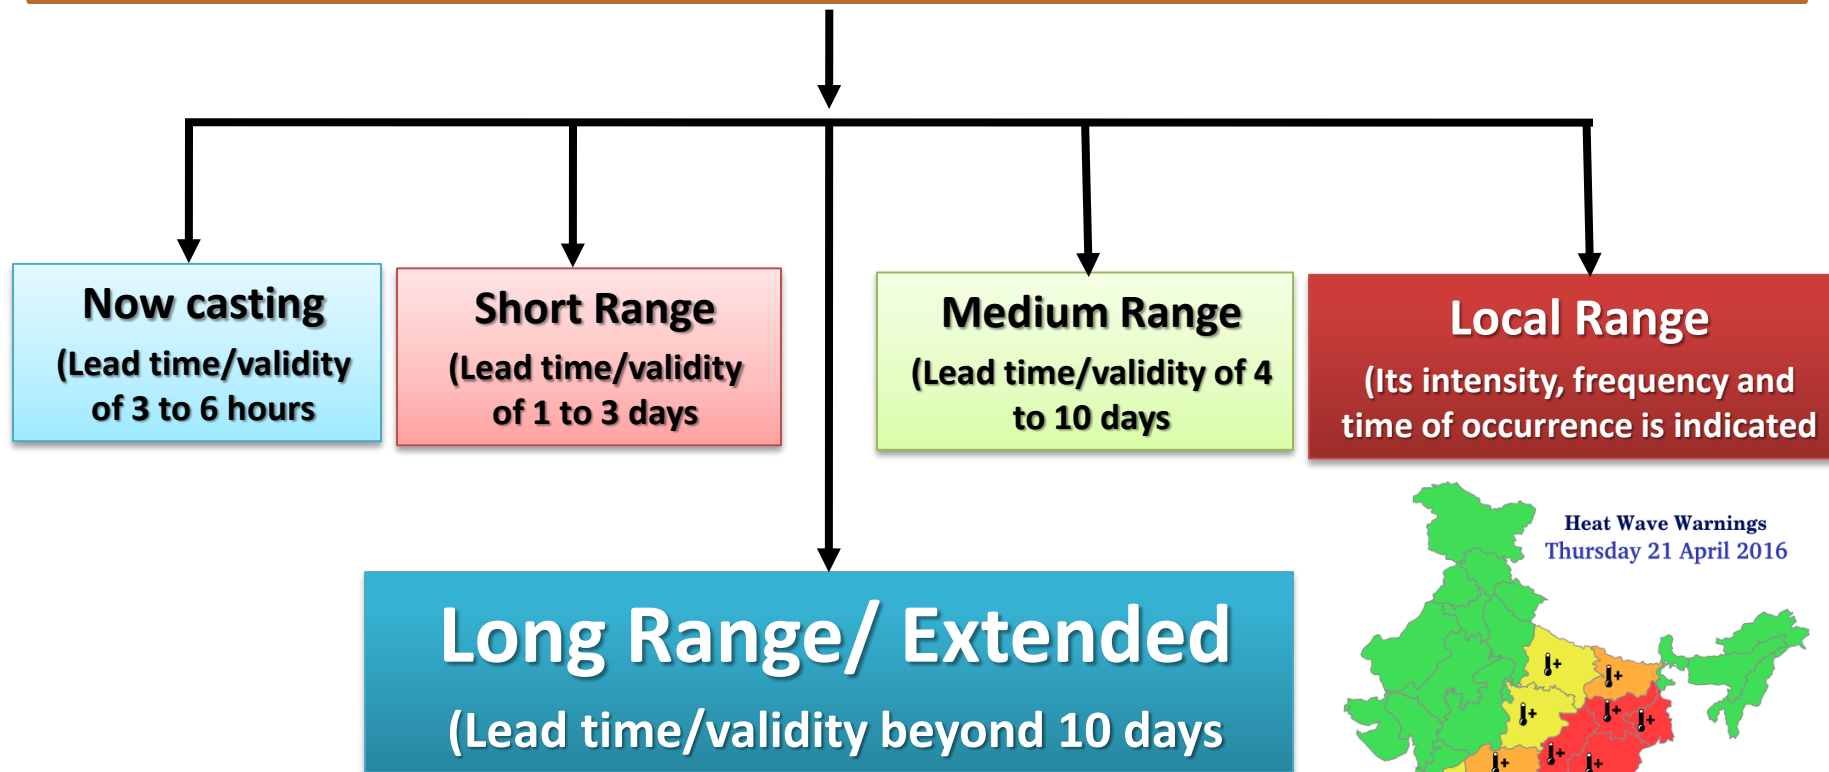 Now casting
(Lead time/validity
of 3 to 6 hours
Short Range
(Lead time/validity
of 1 to 3 days
Medium Range
(Lead time/validity of 4
to 10 days
Local Range
(Its intensity, frequency and
time of occurrence is indicated
Long Range/ Extended
(Lead time/validity beyond 10 days
Heat Wave Warnings
Thursday 21 April 2016